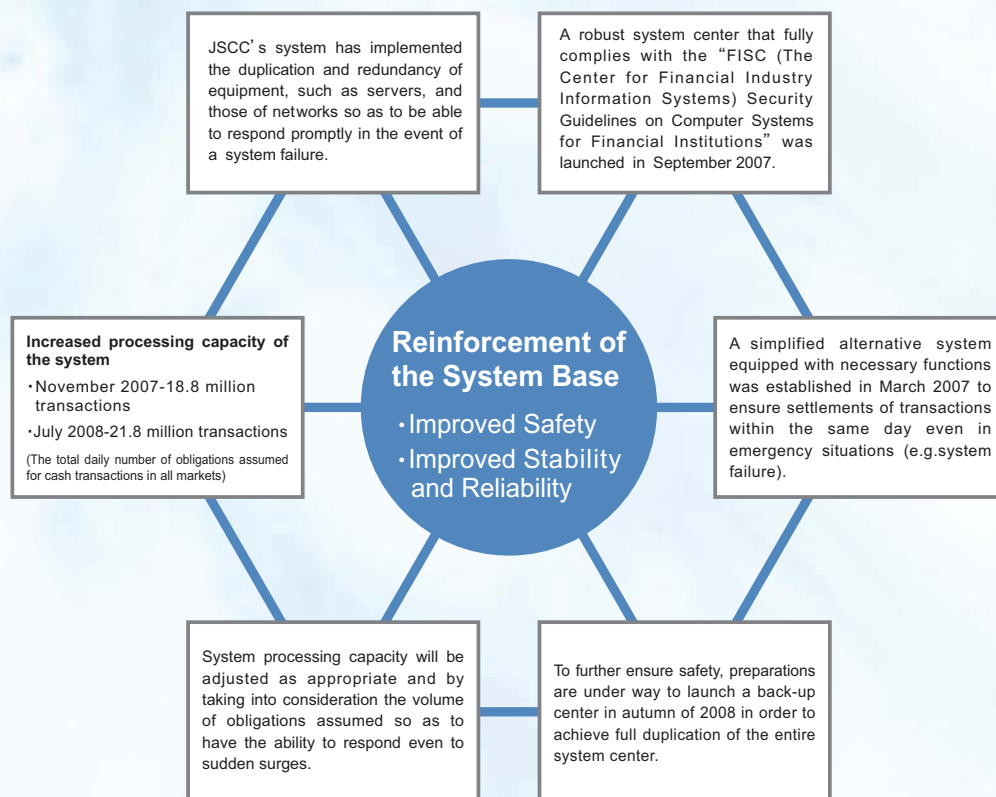 JSCC's system has implemented
the duplication and redundancy of
equipment, such as servers, and
those of networks so as to be able
to respond promptly in the event of
a system failure.
A robust system center that fully
complies with the “FISC (The
Center for Financial Industry
Information Systems) Security
Guidelines on Computer Systems
for Financial Institutions” was
launched in September 2007.
Increased processing capacity of
the system
・November 2007-18.8 million
transactions
・July 2008-21.8 million transactions
(The total daily number of obligations assumed
for cash transactions in all markets)
Reinforcement of
the System Base
・Improved Safety
・Improved Stability
and Reliability
A simplified alternative system
equipped with necessary functions
was established in March 2007 to
ensure settlements of transactions
within the same day even in
emergency situations (e.g.system
failure).
System processing capacity will be
adjusted as appropriate and by
taking into consideration the volume
of obligations assumed so as to
have the ability to respond even to
sudden surges.
To further ensure safety, preparations
are under way to launch a back-up
center in autumn of 2008 in order to
achieve full duplication of the entire
system center.